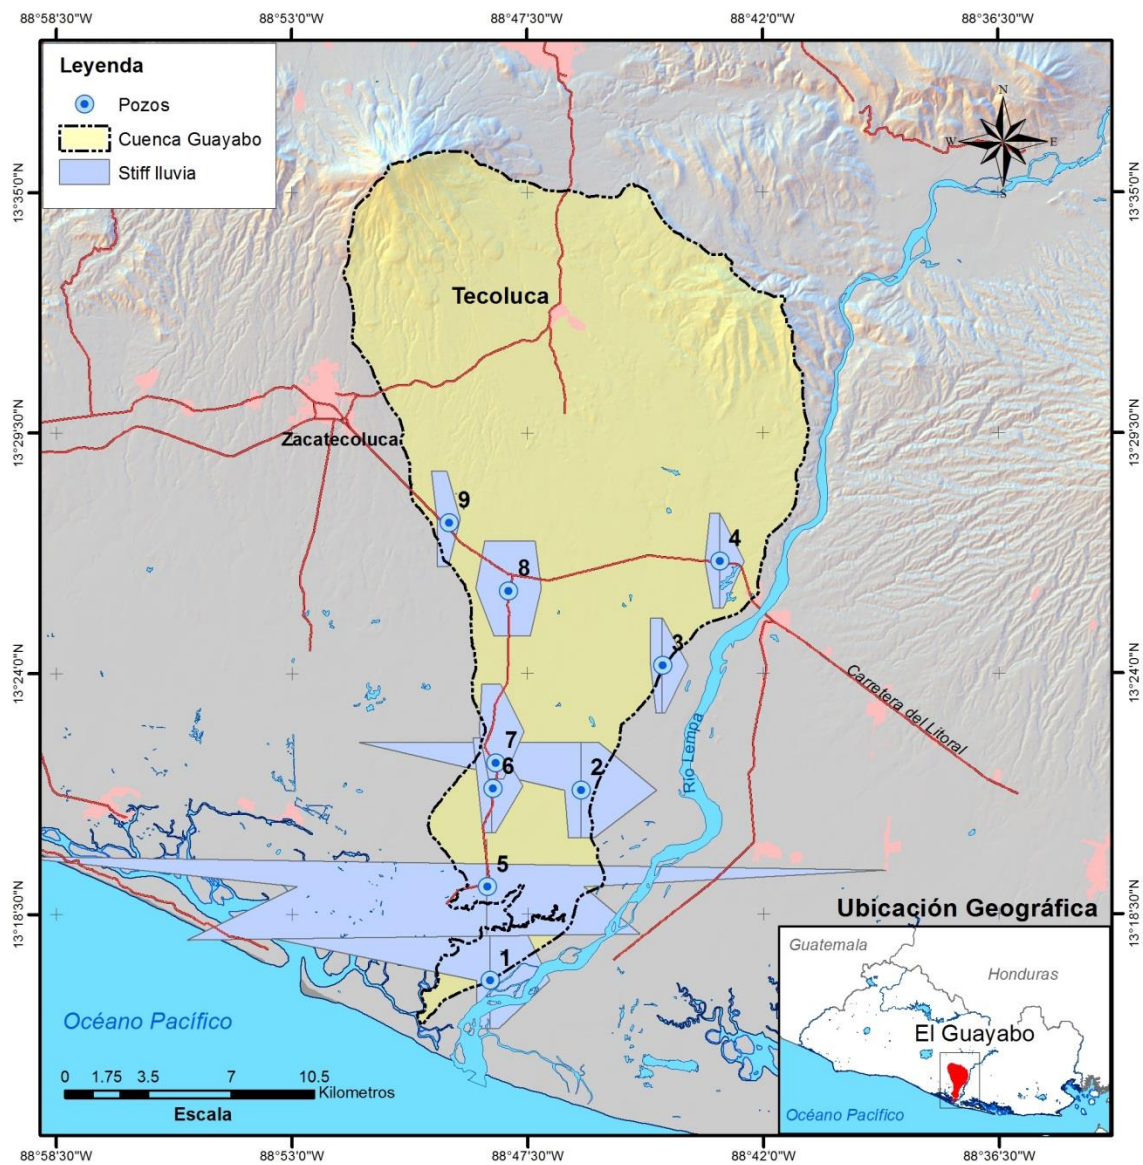 88°58'30"W 88°53'0"W 88°47'30"W 88°42'0"W 88°36'30"W
Leyenda
Pozos
Cuenca Guayabo
Stiff lluvia
N
W E
S
13°35'0"N 13°35'0"N
Tecoluca
13°29'30"N 13°29'30"N
Zacatecoluca
9
4
8
3
13°24'0"N 13°24'0"N
Carretera del Litoral
Río Lempa
7
6 2
5
13°18'30"N 13°18'30"N
1
Ubicación Geográfica
Guatemala
Honduras
El Guayabo
Océano Pacifico
Océano Pacífico
0 1.75 3.5 7 10.5
Kilometros
Escala
88°58'30"W 88°53'0"W 88°47'30"W 88°42'0"W 88°36'30"W